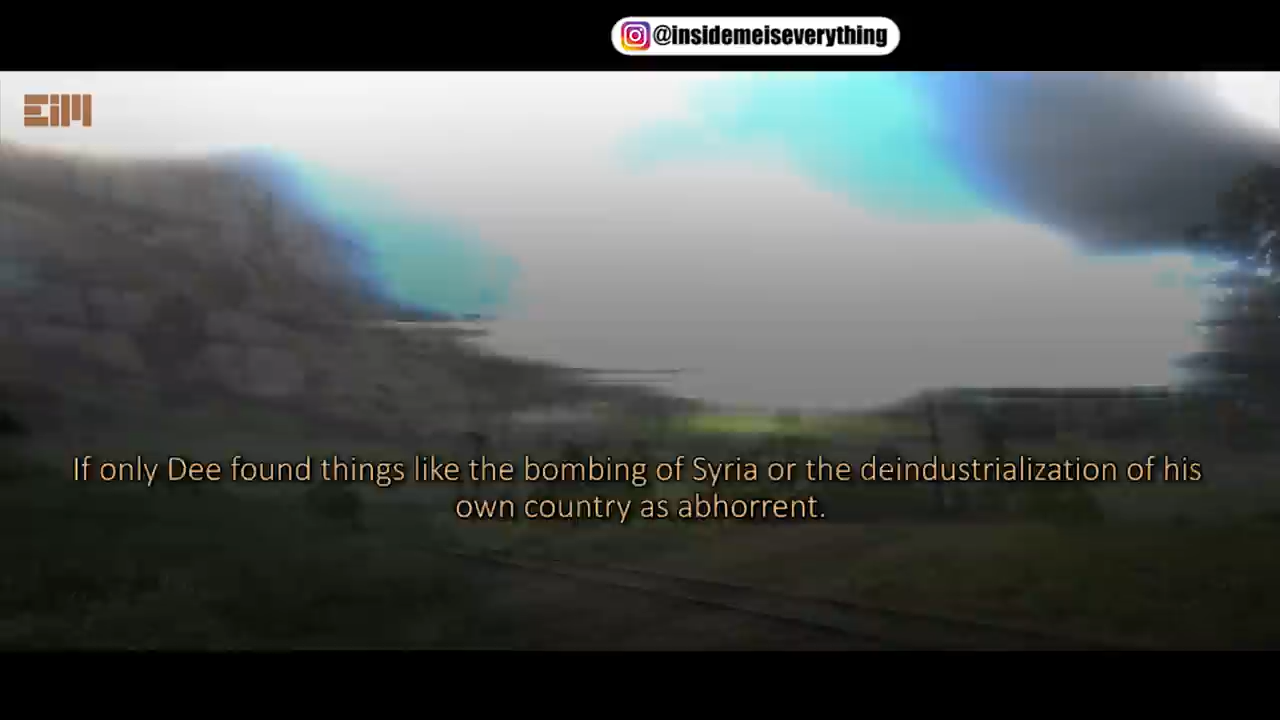 @insidemeiseverything
EiM
If only Dee found things like the bombing of Syria or the deindustrialization of his
own country as abhorrent.